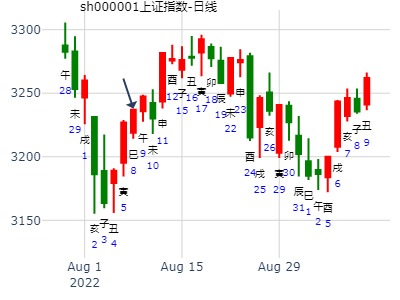 sh000001上证指数-日线
3300
3250
3200
3150
午
28
未
29
戌
1
亥
2
子
3
丑
4
寅
5
巳
8
午
9
未
10
申
11
酉
12
子
15
丑
16
寅
17
卯
18
辰
19
未
22
申
23
酉
24
戌
25
亥
26
寅
29
卯
30
辰
31
巳
1
午
2
酉
5
戌
6
亥
7
子
8
丑
9
Aug 1
2022
Aug 15
Aug 29